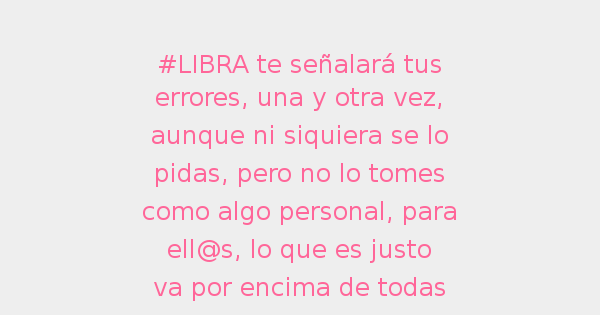 #LIBRA te señalará tus
errores, una y otra vez,
aunque ni siquiera se lo
pidas, pero no lo tomes
como algo personal, para
ell@s, lo que es justo
va por encima de todas